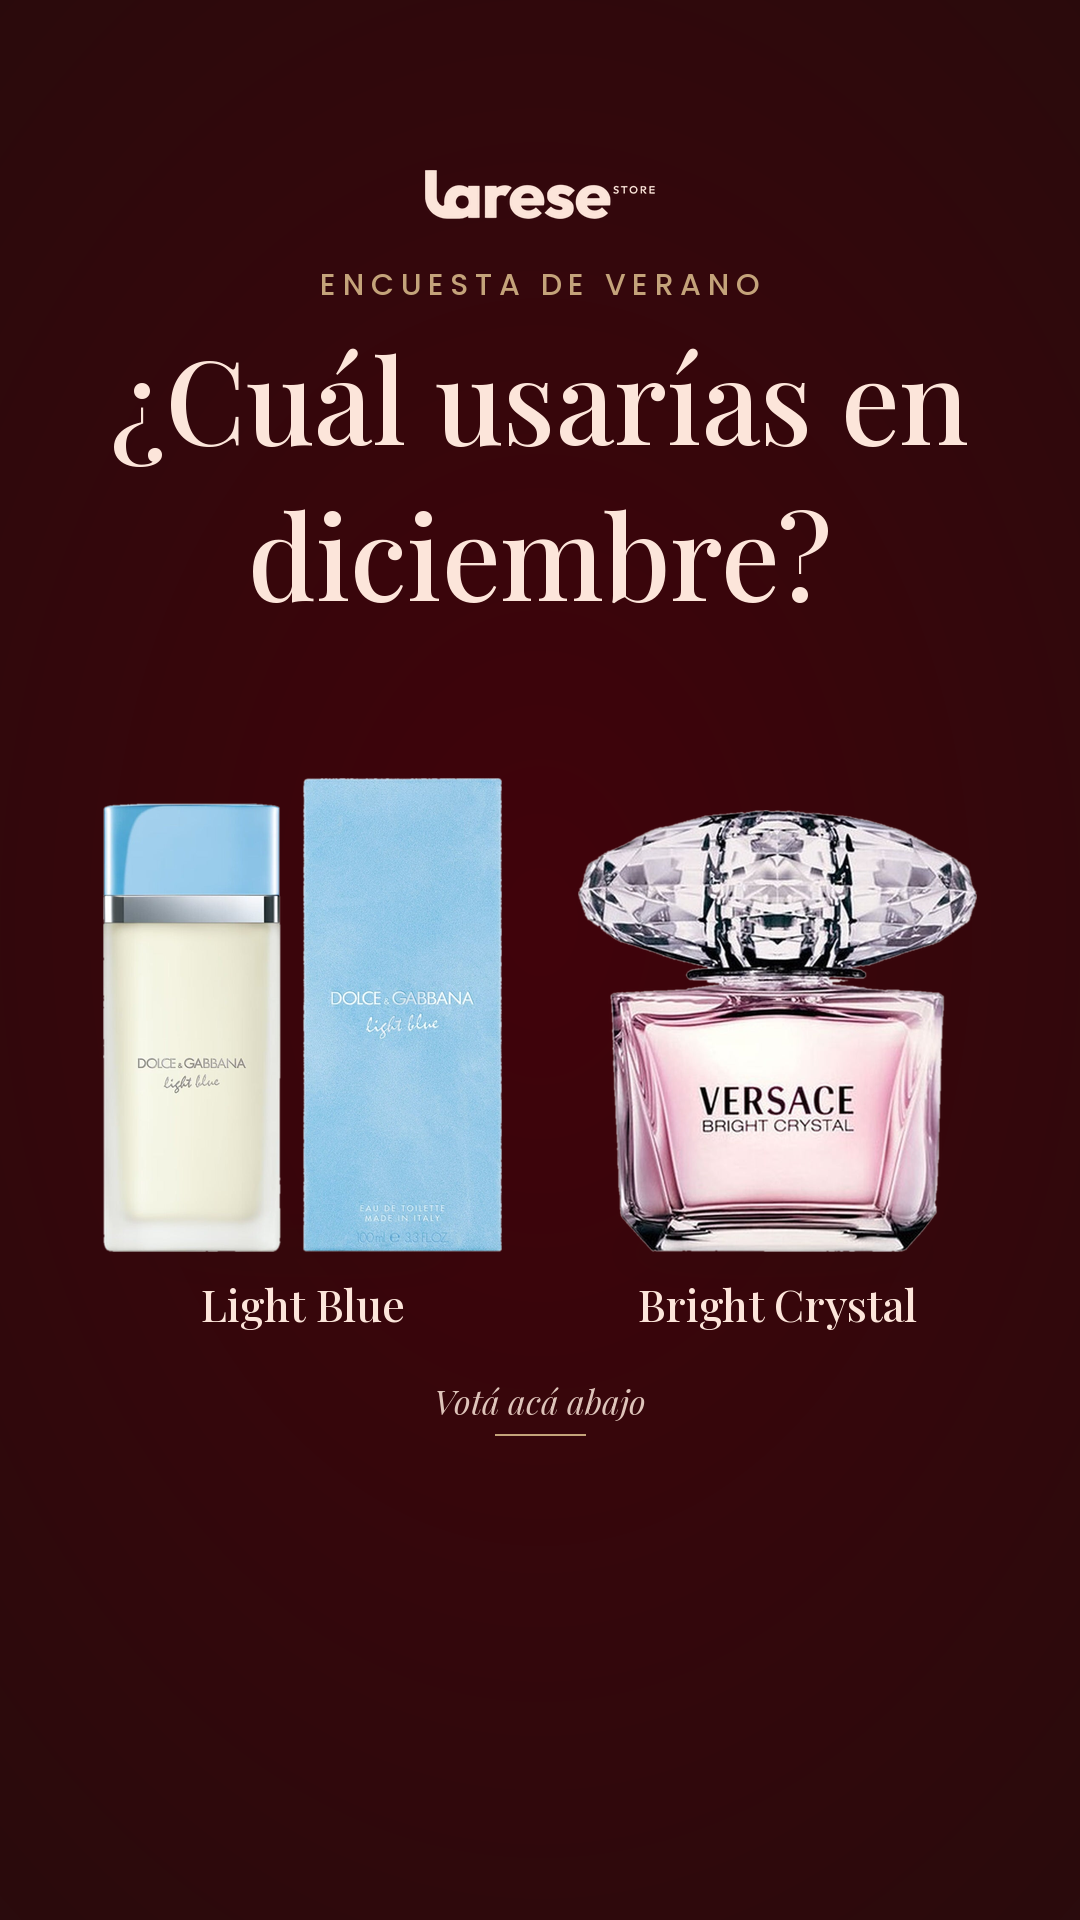 larese STORE
ENCUESTA DE VERANO
¿Cuál usarías en
diciembre?
DOLCE & GABBANA
light blue
DOLCE & GABBANA
light blue
EAU DE TOILETTE
MADE IN ITALY
100ml ℮ 3.3 FL.OZ.
VERSACE
BRIGHT CRYSTAL
Light Blue
Bright Crystal
Votá acá abajo